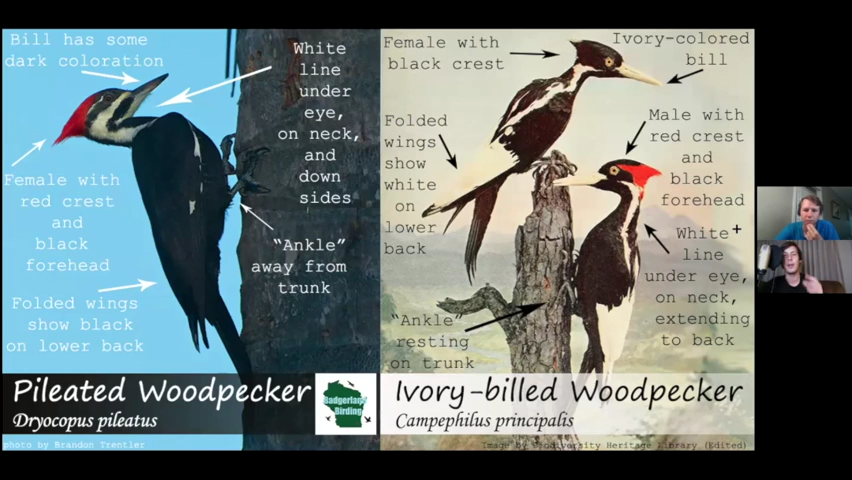 Bill has some
dark coloration
White
line
under
eye,
on neck,
and
down
sides
Female with
red crest
and
black
forehead
"Ankle"
away from
trunk
Folded wings
show black
on lower back
Pileated Woodpecker
Dryocopus pileatus
Badgerland
Birding
photo by Brandon Trentler
Female with
black crest
Ivory-colored
bill
Folded
wings
show
white
on
lower
back
Male with
red crest
and
black
forehead
White+
line
under eye,
on neck,
extending
to back
"Ankle"
resting
on trunk
Ivory-billed Woodpecker
Campephilus principalis
Image by Biodiversity Heritage Library (Edited)